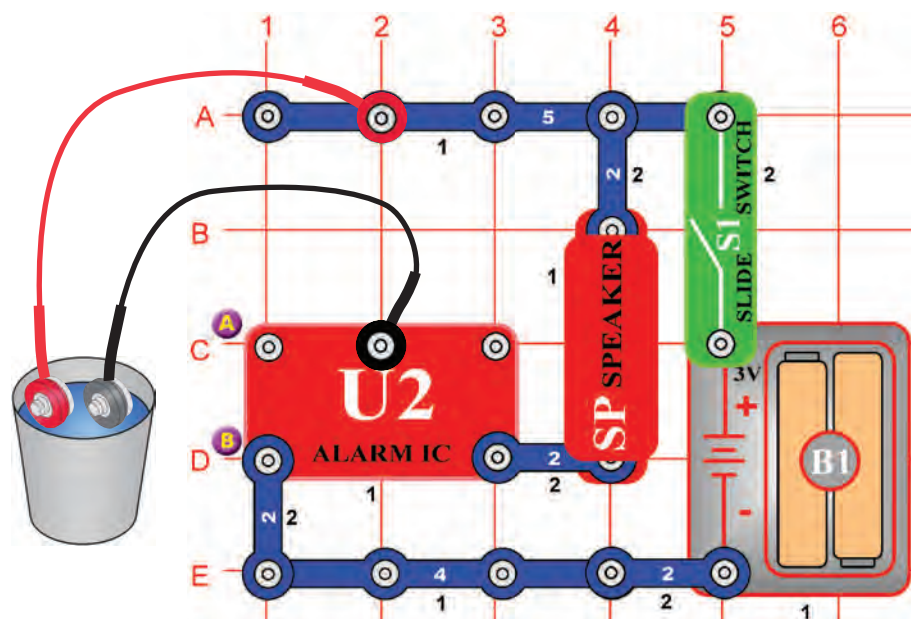 1 2 3 4 5 6
A 5
1
2 2
2
B
1
SLIDE S1 SWITCH
SP SPEAKER
A
C
U2
ALARM IC
3V
+
B1
-
B
D
2
2
1
2 2
E 4 2
1 2 1